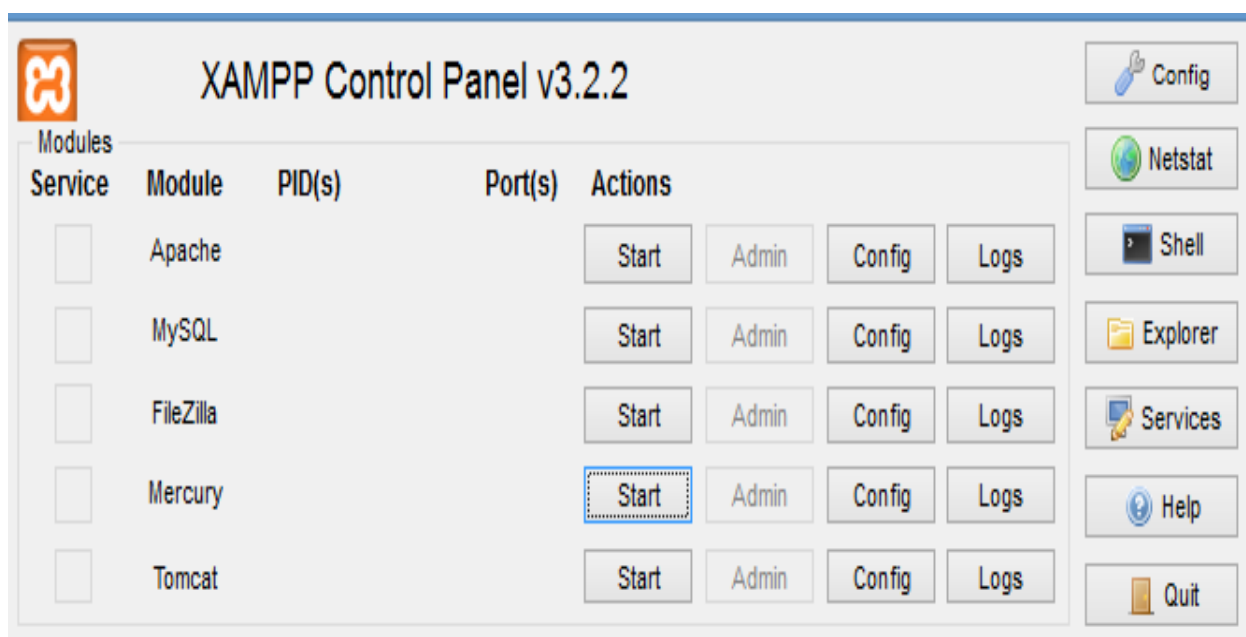 XAMPP Control Panel v3.2.2
Config
Modules
Netstat
Service Module PID(s) Port(s) Actions
Shell
Apache Start Admin Config Logs
Explorer
MySQL Start Admin Config Logs
FileZilla Start Admin Config Logs
Services
Mercury Start Admin Config Logs
Help
Tomcat Start Admin Config Logs
Quit